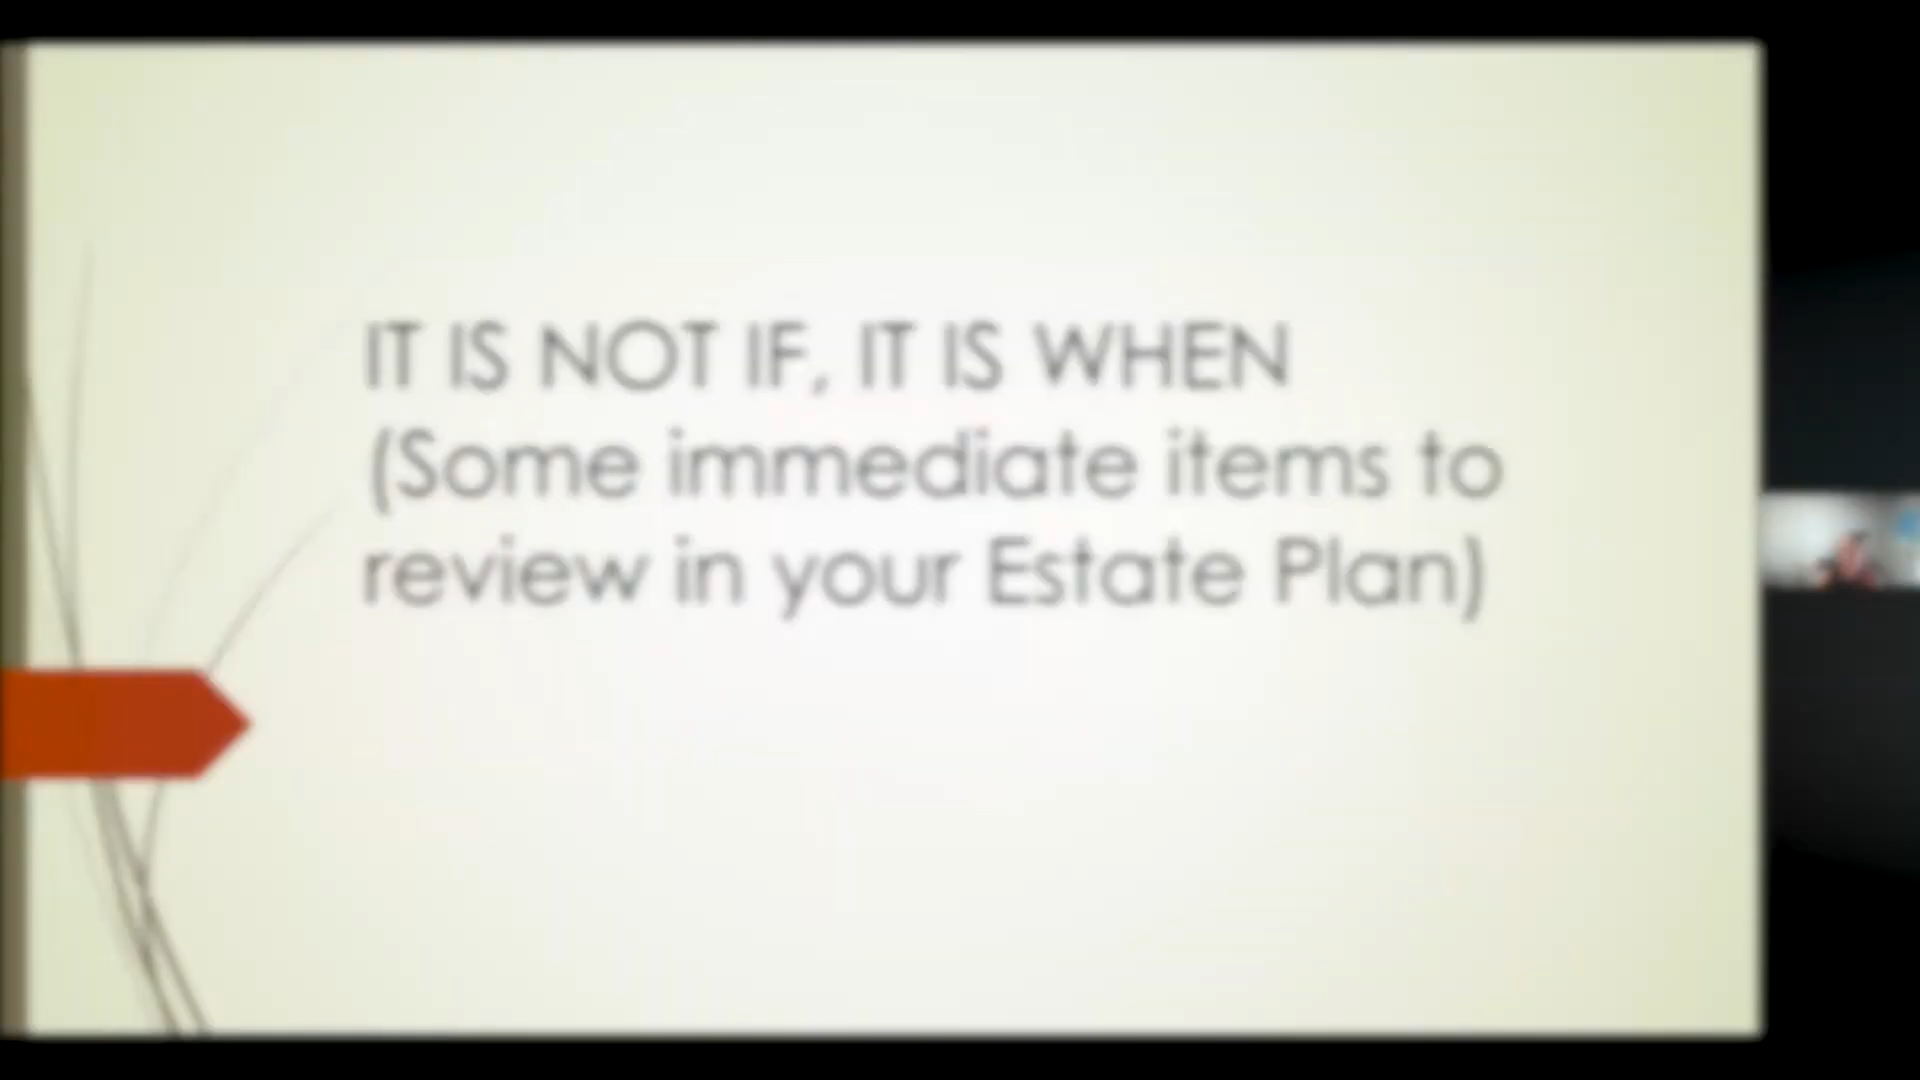 IT IS NOT IF, IT IS WHEN
(Some immediate items to
review in your Estate Plan)